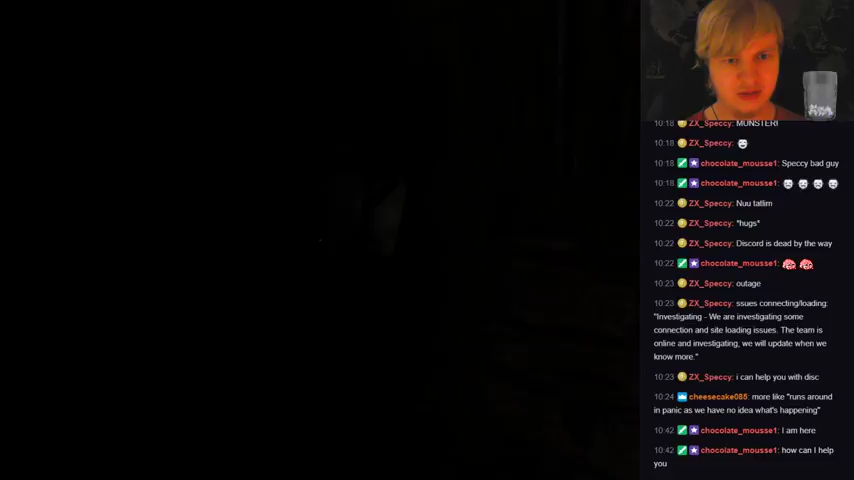 10:18 ZX_Speccy: MUNSTER!
10:18 ZX_Speccy:
10:18 chocolate_mousse1: Speccy bad guy
10:18 chocolate_mousse1:
10:22 ZX_Speccy: Nuu tatlim
10:22 ZX_Speccy: *hugs*
10:22 ZX_Speccy: Discord is dead by the way
10:22 chocolate_mousse1:
10:23 ZX_Speccy: outage
10:23 ZX_Speccy: ssues connecting/loading:
"Investigating - We are investigating some
connection and site loading issues. The team is
online and investigating, we will update when we
know more."
10:23 ZX_Speccy: i can help you with disc
10:24 cheesecake085: more like "runs around
in panic as we have no idea what's happening"
10:42 chocolate_mousse1: I am here
10:42 chocolate_mousse1: how can I help
you